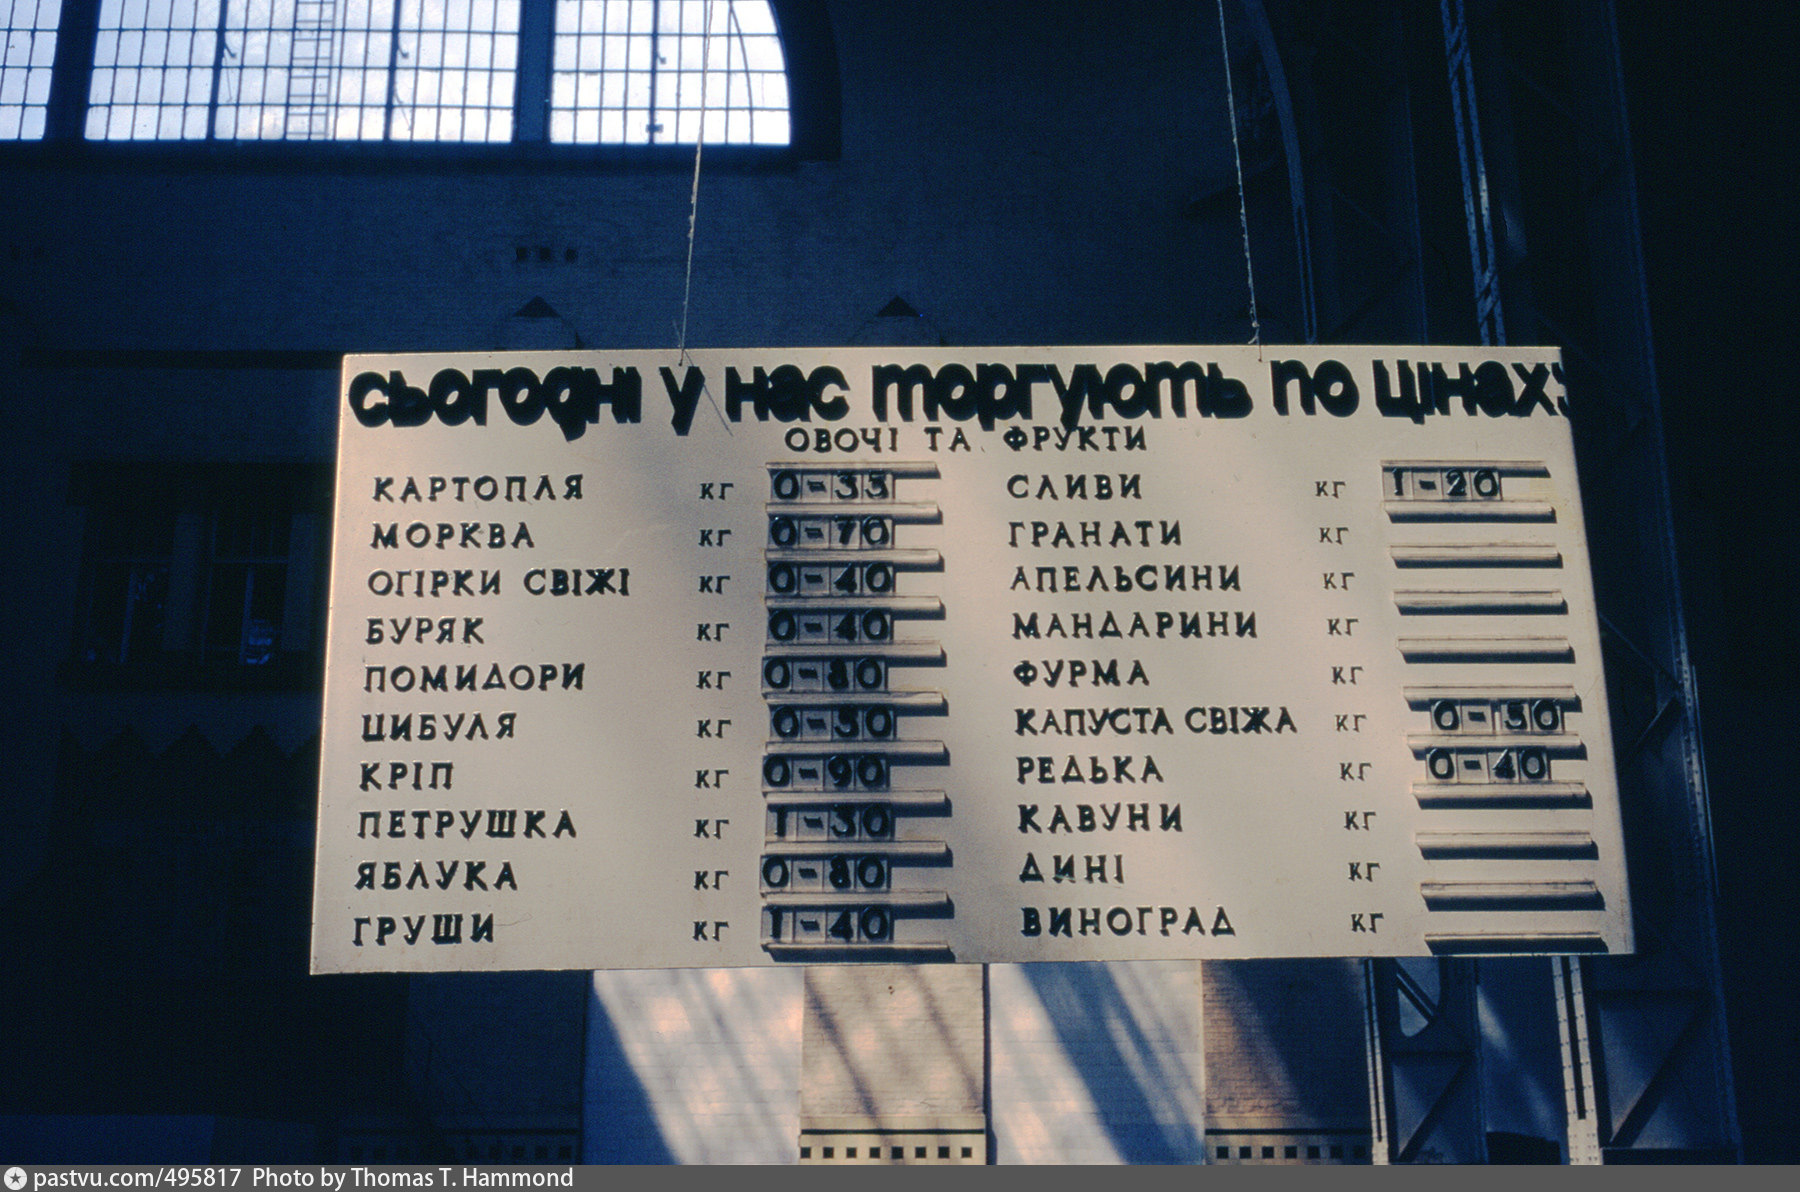 сьогодні у нас торгують по цінах:
ОВОЧІ ТА ФРУКТИ
КАРТОПЛЯ кг 0-35
МОРКВА кг 0-70
ОГІРКИ СВІЖІ кг 0-40
БУРЯК кг 0-40
ПОМИДОРИ кг 0-80
ЦИБУЛЯ кг 0-50
КРІП кг 0-90
ПЕТРУШКА кг 1-50
ЯБЛУКА кг 0-80
ГРУШИ кг 1-40
СЛИВИ кг 1-20
ГРАНАТИ кг
АПЕЛЬСИНИ кг
МАНДАРИНИ кг
ФУРМА кг
КАПУСТА СВІЖА кг 0-50
РЕДЬКА кг 0-40
КАВУНИ кг
ДИНІ кг
ВИНОГРАД кг
pastvu.com/495817 Photo by Thomas T. Hammond